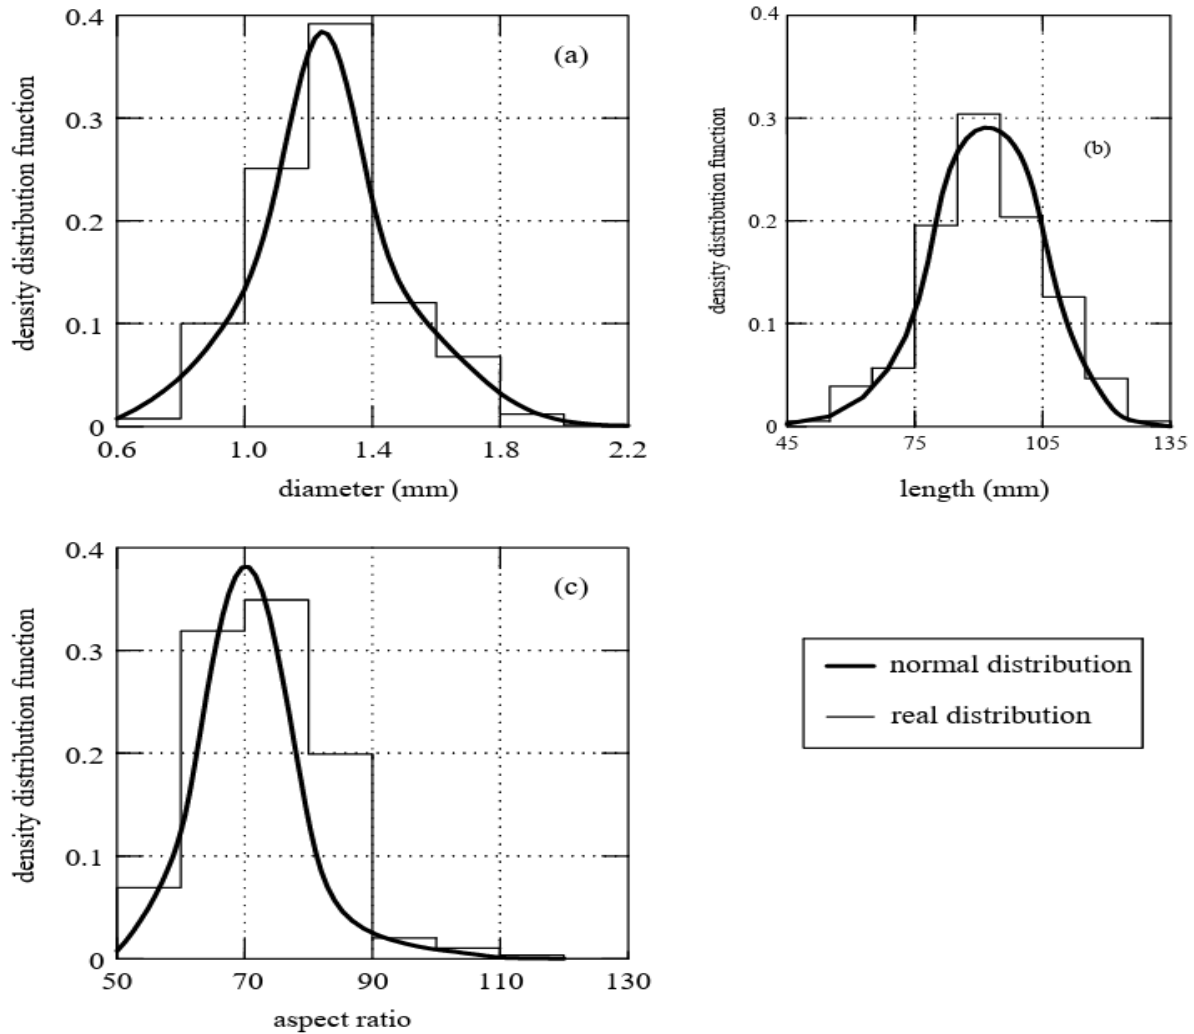 0.4
0.3
0.2
0.1
0
0.6
1.0
1.4
1.8
2.2
density distribution function
diameter (mm)
(a)
0.4
0.3
0.2
0.1
0
45
75
105
135
density distribution function
length (mm)
(b)
0.4
0.3
0.2
0.1
0
50
70
90
110
130
density distribution function
aspect ratio
(c)
normal distribution
real distribution